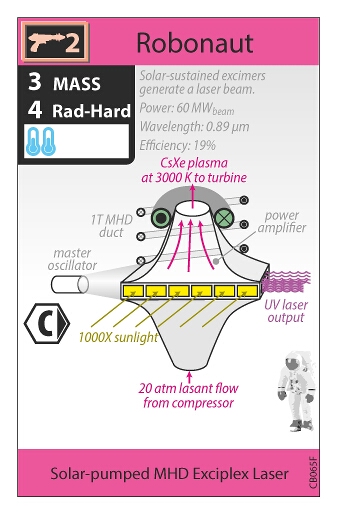 2
Robonaut
3 MASS
4 Rad-Hard
Solar-sustained excimers
generate a laser beam.
Power: 60 MWbeam
Wavelength: 0.89 µm
Efficiency: 19%
CsXe plasma
at 3000 K to turbine
1T MHD
duct
power
amplifier
master
oscillator
UV laser
output
C
1000X sunlight
20 atm lasant flow
from compressor
Solar-pumped MHD Exciplex Laser
CB065F